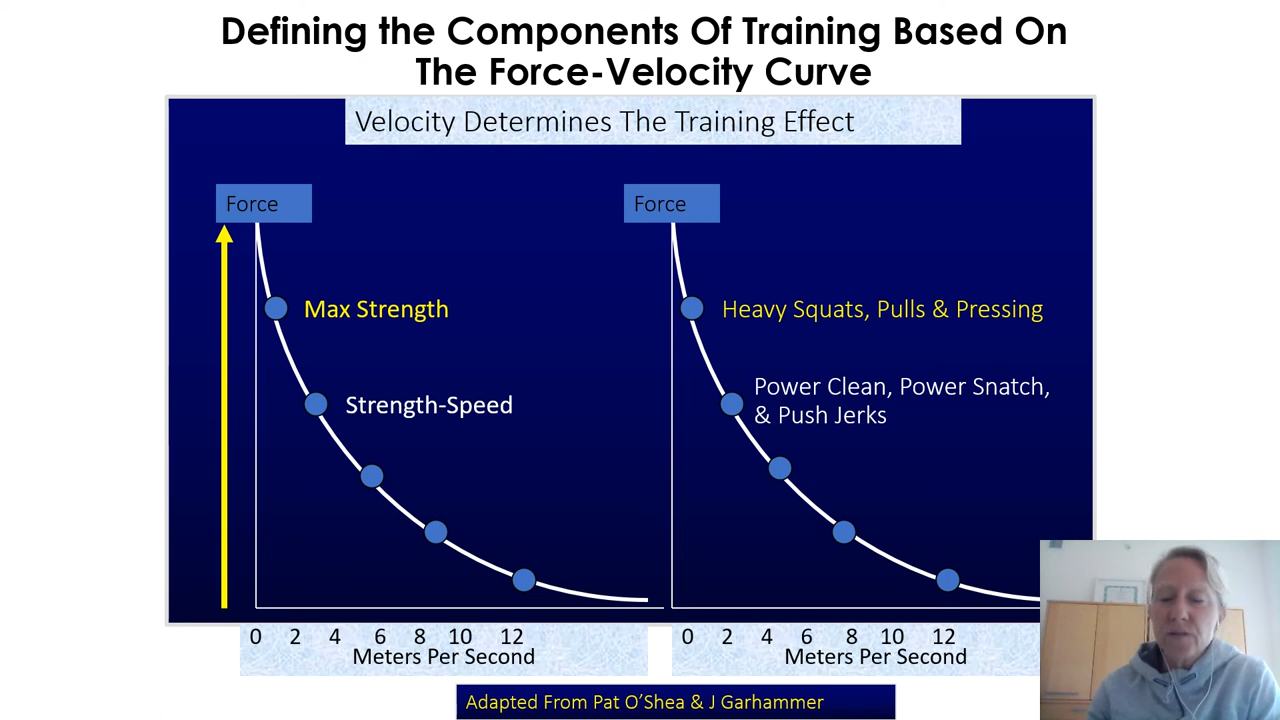 Defining the Components Of Training Based On
The Force-Velocity Curve
Velocity Determines The Training Effect
Force
Max Strength
Strength-Speed
0 2 4 6 8 10 12
Meters Per Second
Force
Heavy Squats, Pulls & Pressing
Power Clean, Power Snatch,
& Push Jerks
0 2 4 6 8 10 12
Meters Per Second
Adapted From Pat O’Shea & J Garhammer